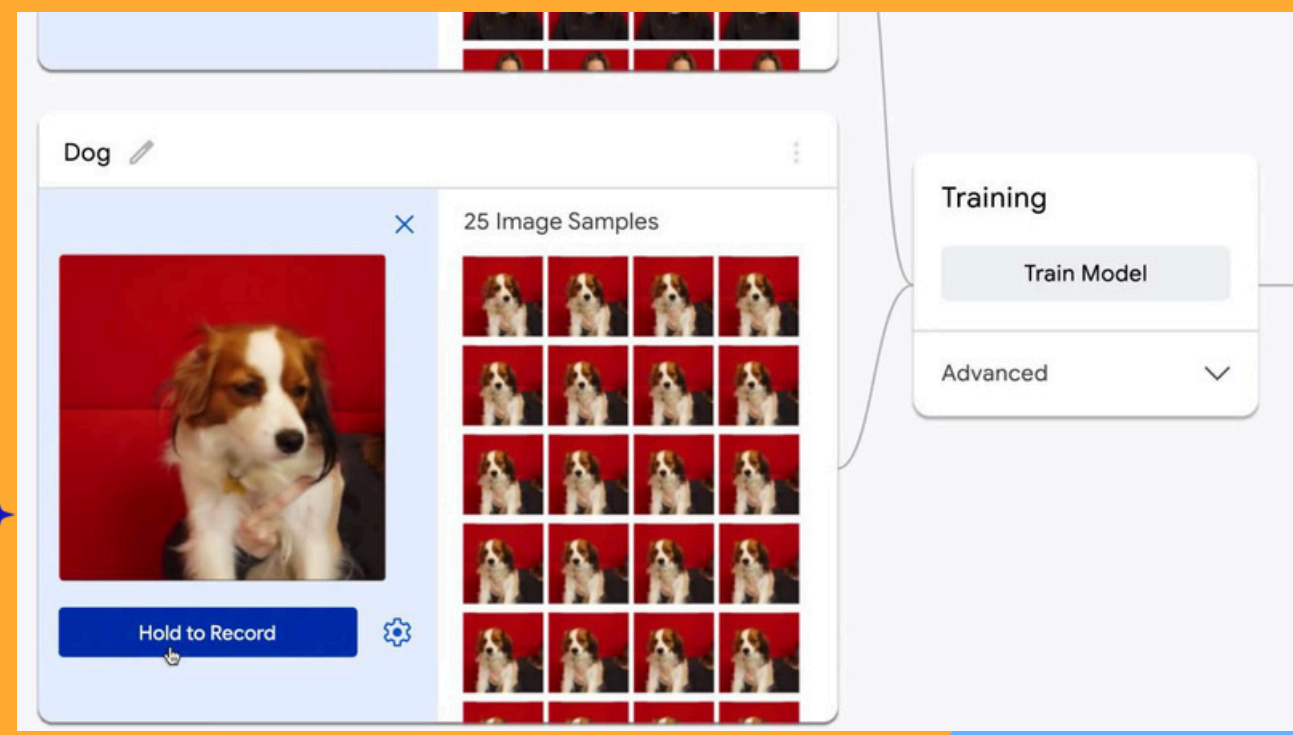 Dog
25 Image Samples
Hold to Record
Training
Train Model
Advanced